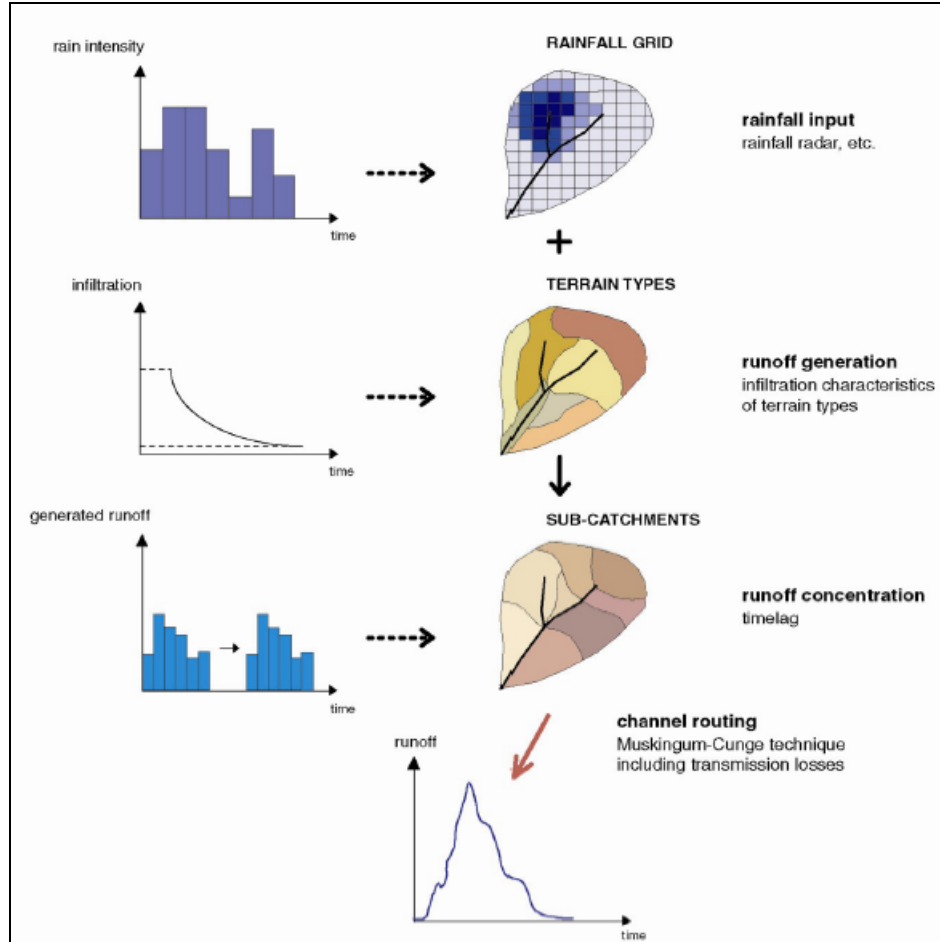 rain intensity
time
RAINFALL GRID
rainfall input
rainfall radar, etc.
+
infiltration
time
TERRAIN TYPES
runoff generation
infiltration characteristics
of terrain types
generated runoff
time
SUB-CATCHMENTS
runoff concentration
timelag
channel routing
Muskingum-Cunge technique
including transmission losses
runoff
time